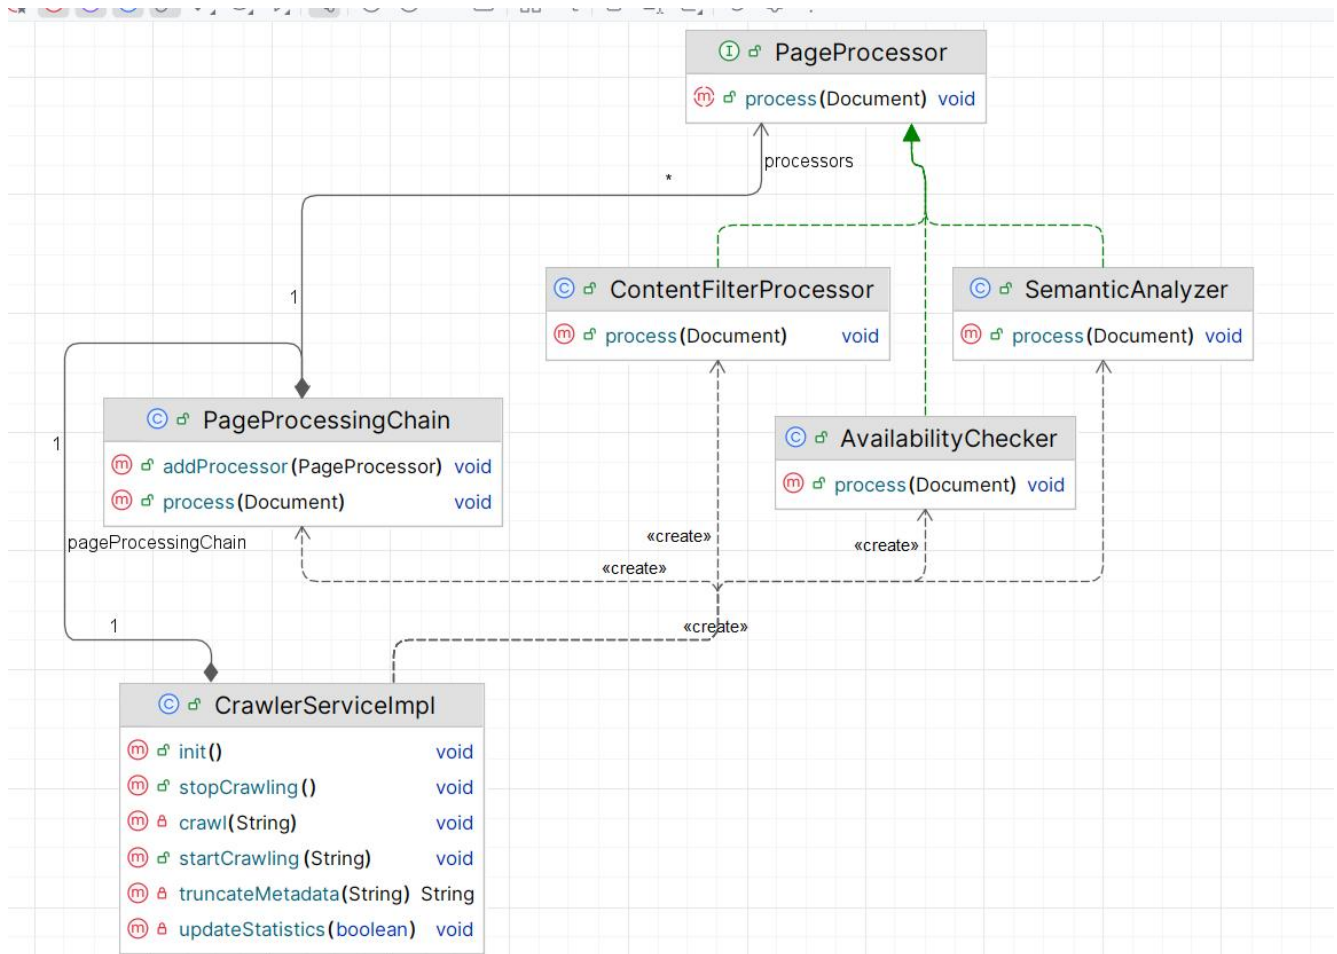 PageProcessor
process(Document) void
processors
*
1
ContentFilterProcessor
process(Document) void
SemanticAnalyzer
process(Document) void
1
PageProcessingChain
addProcessor(PageProcessor) void
process(Document) void
AvailabilityChecker
process(Document) void
pageProcessingChain
«create»
«create»
«create»
«create»
1
CrawlerServiceImpl
init() void
stopCrawling() void
crawl(String) void
startCrawling(String) void
truncateMetadata(String) String
updateStatistics(boolean) void